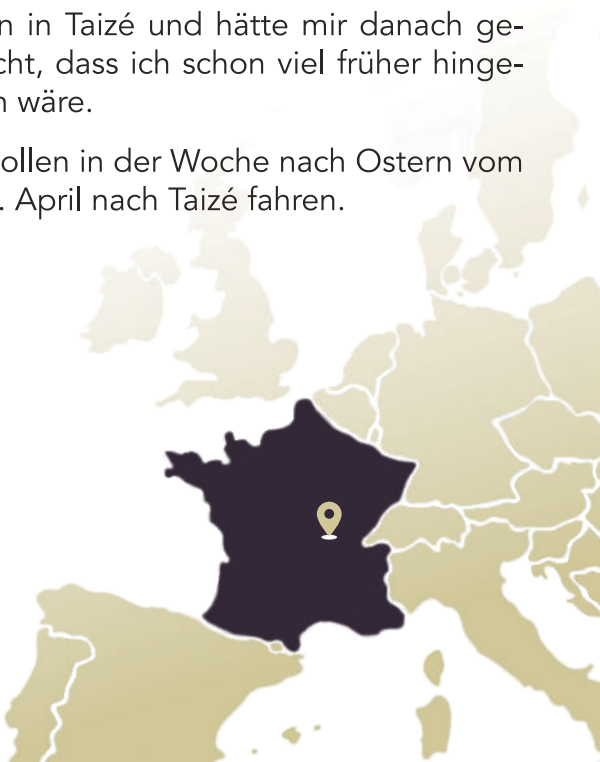 n in Taizé und hätte mir danach ge-
cht, dass ich schon viel früher hinge-
n wäre.
ollen in der Woche nach Ostern vom
. April nach Taizé fahren.